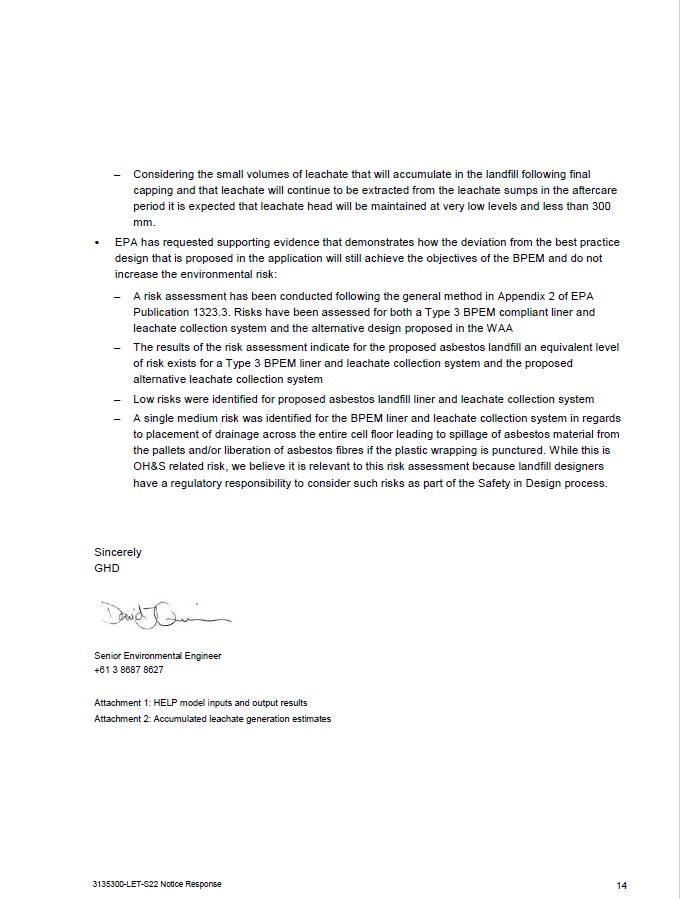 – Considering the small volumes of leachate that will accumulate in the landfill following final
capping and that leachate will continue to be extracted from the leachate sumps in the aftercare
period it is expected that leachate head will be maintained at very low levels and less than 300
mm.
• EPA has requested supporting evidence that demonstrates how the deviation from the best practice
design that is proposed in the application will still achieve the objectives of the BPEM and do not
increase the environmental risk:
– A risk assessment has been conducted following the general method in Appendix 2 of EPA
Publication 1323.3. Risks have been assessed for both a Type 3 BPEM compliant liner and
leachate collection system and the alternative design proposed in the WAA
– The results of the risk assessment indicate for the proposed asbestos landfill an equivalent level
of risk exists for a Type 3 BPEM liner and leachate collection system and the proposed
alternative leachate collection system
– Low risks were identified for proposed asbestos landfill liner and leachate collection system
– A single medium risk was identified for the BPEM liner and leachate collection system in regards
to placement of drainage across the entire cell floor leading to spillage of asbestos material from
the pallets and/or liberation of asbestos fibres if the plastic wrapping is punctured. While this is
OH&S related risk, we believe it is relevant to this risk assessment because landfill designers
have a regulatory responsibility to consider such risks as part of the Safety in Design process.
Sincerely
GHD
David J
Senior Environmental Engineer
+61 3 8687 8627
Attachment 1: HELP model inputs and output results
Attachment 2: Accumulated leachate generation estimates
3135300-LET-S22 Notice Response
14